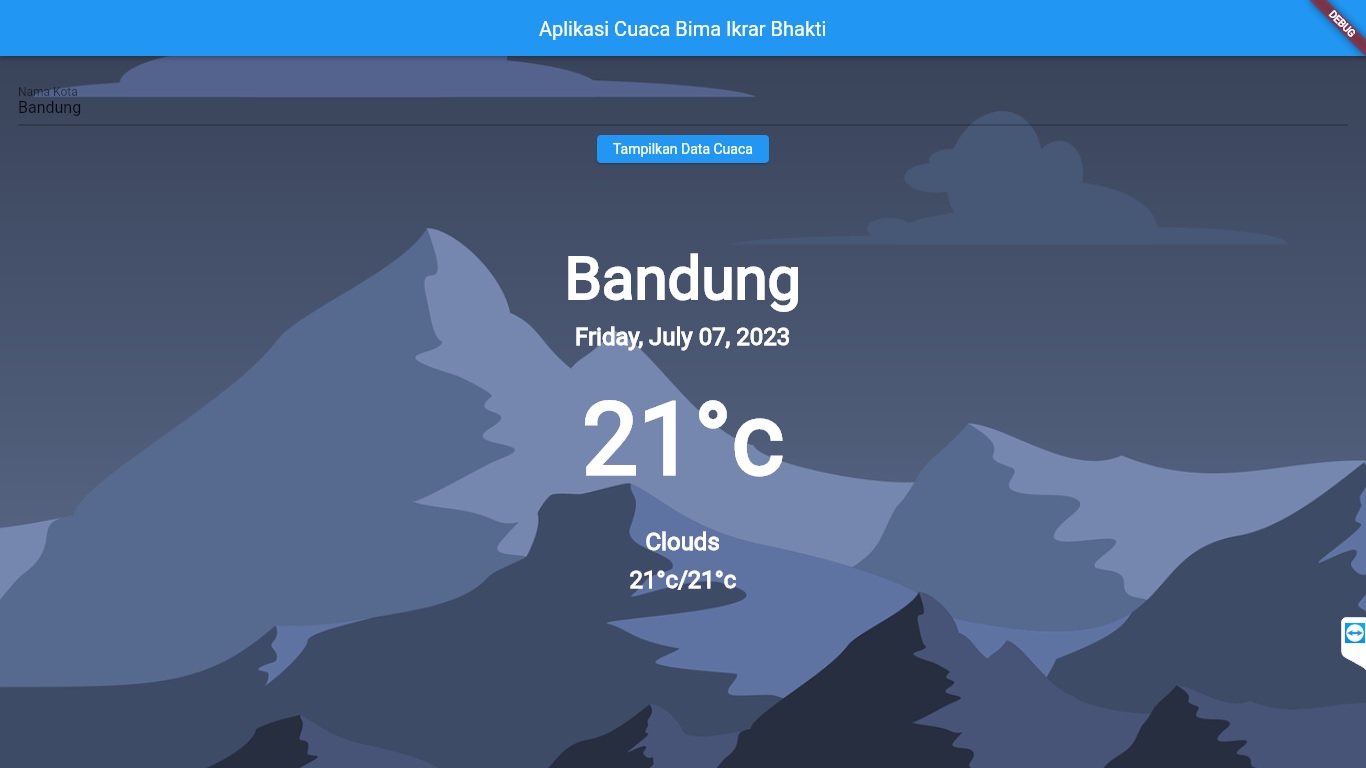 Aplikasi Cuaca Bima Ikrar Bhakti
DEBUG
Nama Kota
Bandung
Tampilkan Data Cuaca
Bandung
Friday, July 07, 2023
21°c
Clouds
21°c/21°c